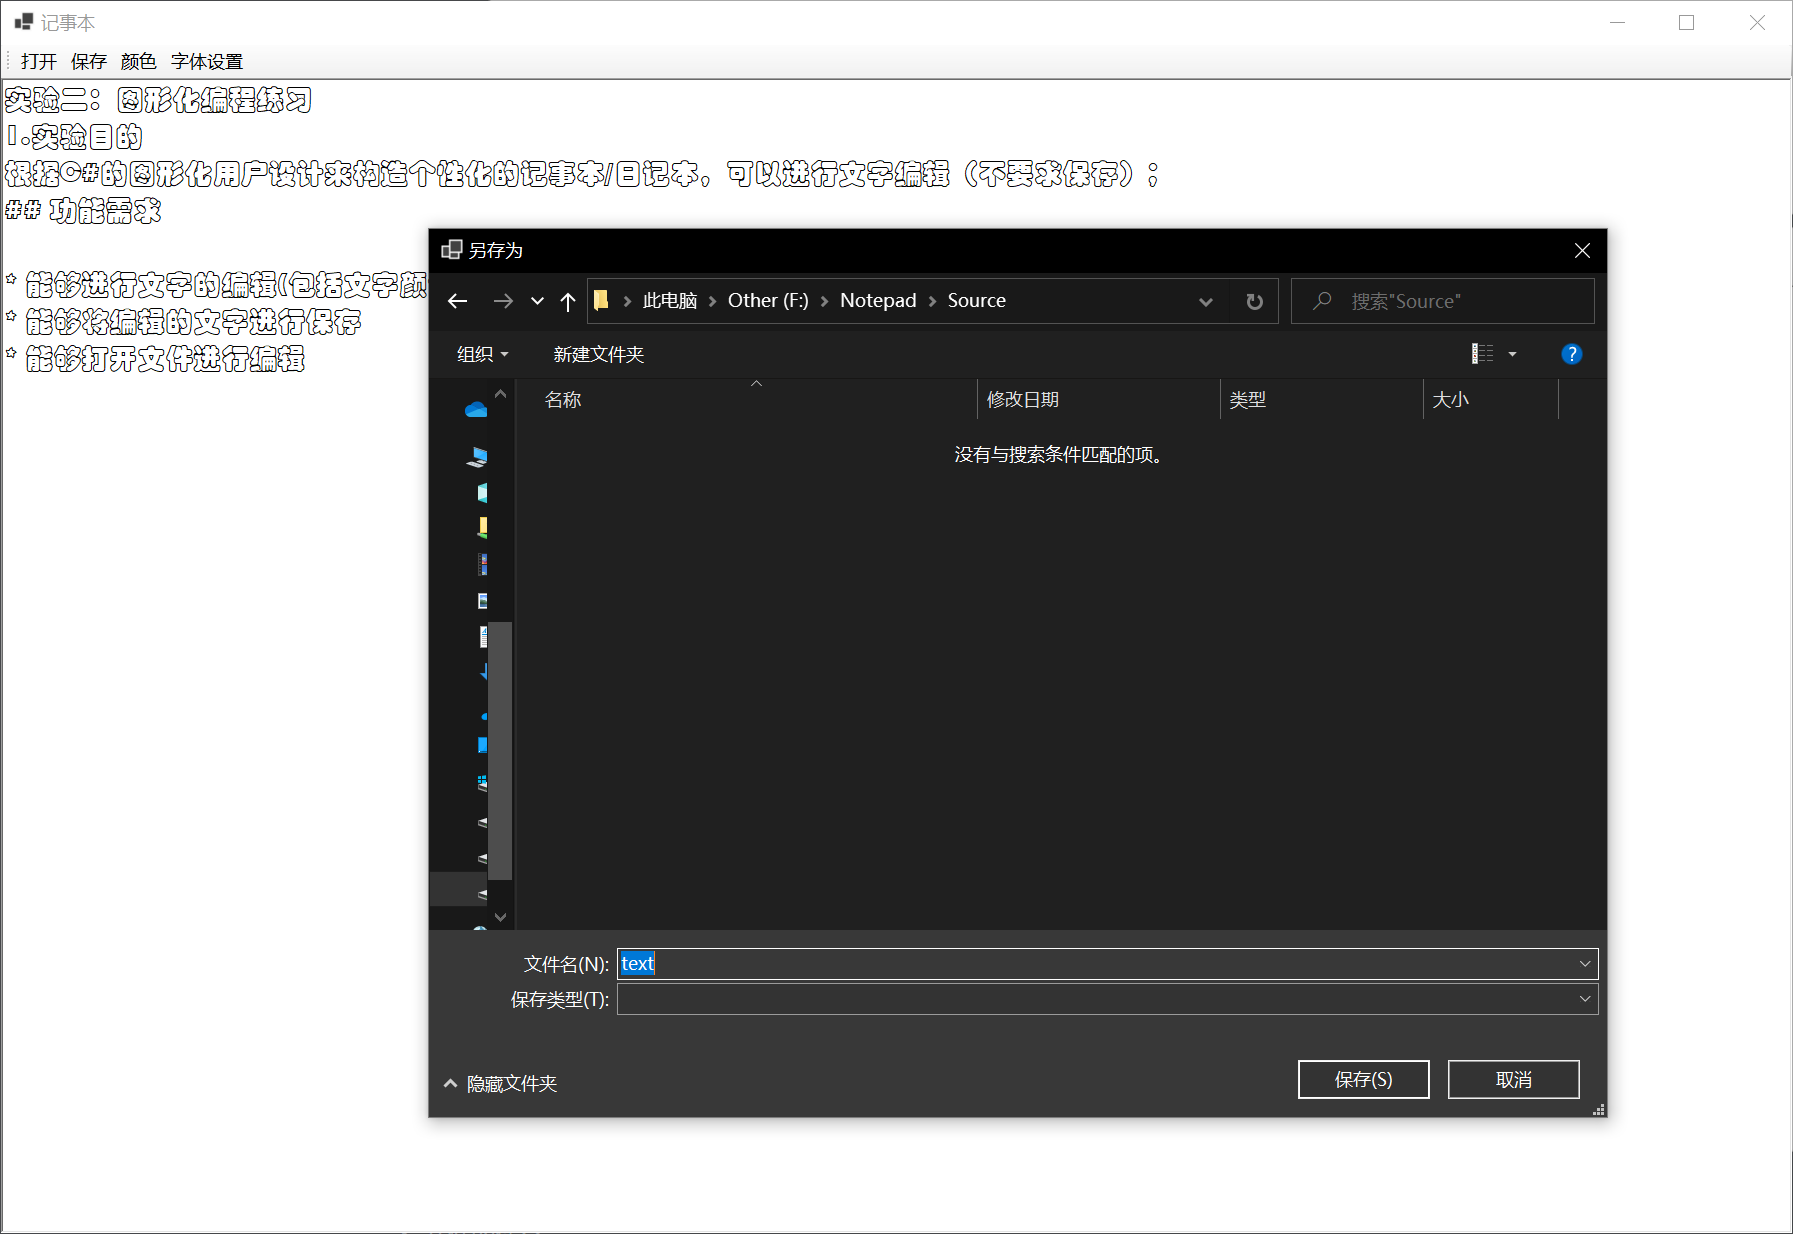 记事本
打开 保存 颜色 字体设置
实验二：图形化编程练习
1.实验目的
根据C#的图形化用户设计来构造个性化的记事本/日记本，可以进行文字编辑（不要求保存）；
## 功能需求
* 能够进行文字的编辑(包括文字颜
* 能够将编辑的文字进行保存
* 能够打开文件进行编辑
另存为
此电脑 Other (F:) Notepad Source
搜索"Source"
组织 新建文件夹
?
名称 修改日期 类型 大小
没有与搜索条件匹配的项。
文件名(N): text
保存类型(T):
隐藏文件夹 保存(S) 取消